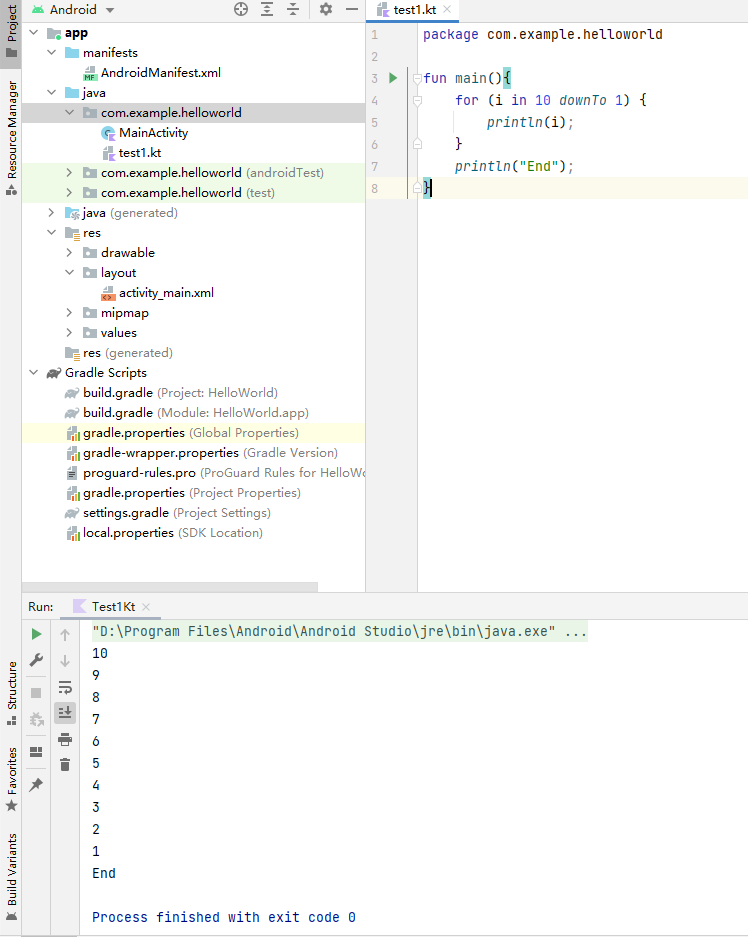 Project
Resource Manager
Structure
Favorites
Build Variants
Android
app
manifests
AndroidManifest.xml
java
com.example.helloworld
MainActivity
test1.kt
com.example.helloworld (androidTest)
com.example.helloworld (test)
java (generated)
res
drawable
layout
activity_main.xml
mipmap
values
res (generated)
Gradle Scripts
build.gradle (Project: HelloWorld)
build.gradle (Module: HelloWorld.app)
gradle.properties (Global Properties)
gradle-wrapper.properties (Gradle Version)
proguard-rules.pro (ProGuard Rules for HelloWo
gradle.properties (Project Properties)
settings.gradle (Project Settings)
local.properties (SDK Location)
test1.kt
1 package com.example.helloworld
2
3 fun main(){
4 for (i in 10 downTo 1) {
5 println(i);
6 }
7 println("End");
8 }
Run: Test1Kt
"D:\Program Files\Android\Android Studio\jre\bin\java.exe" ...
10
9
8
7
6
5
4
3
2
1
End
Process finished with exit code 0